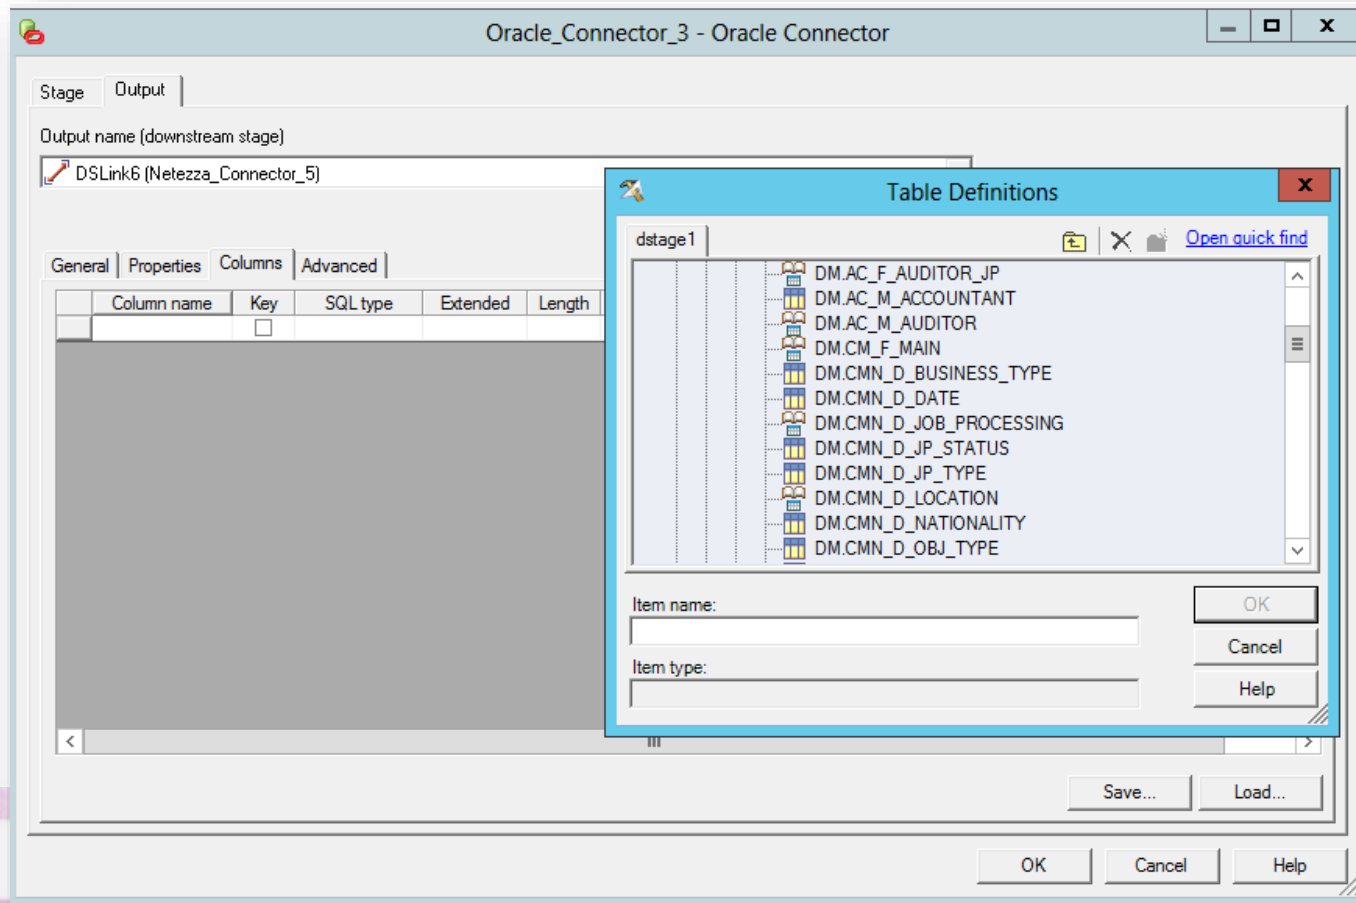 Oracle_Connector_3 - Oracle Connector
Stage
Output
Output name (downstream stage)
DSLink6 (Netezza_Connector_5)
General
Properties
Columns
Advanced
Column name
Key
SQL type
Extended
Length
Table Definitions
dstage1
Open quick find
DM.AC_F_AUDITOR_JP
DM.AC_M_ACCOUNTANT
DM.AC_M_AUDITOR
DM.CM_F_MAIN
DM.CMN_D_BUSINESS_TYPE
DM.CMN_D_DATE
DM.CMN_D_JOB_PROCESSING
DM.CMN_D_JP_STATUS
DM.CMN_D_JP_TYPE
DM.CMN_D_LOCATION
DM.CMN_D_NATIONALITY
DM.CMN_D_OBJ_TYPE
Item name:
OK
Cancel
Item type:
Help
Save...
Load...
OK
Cancel
Help